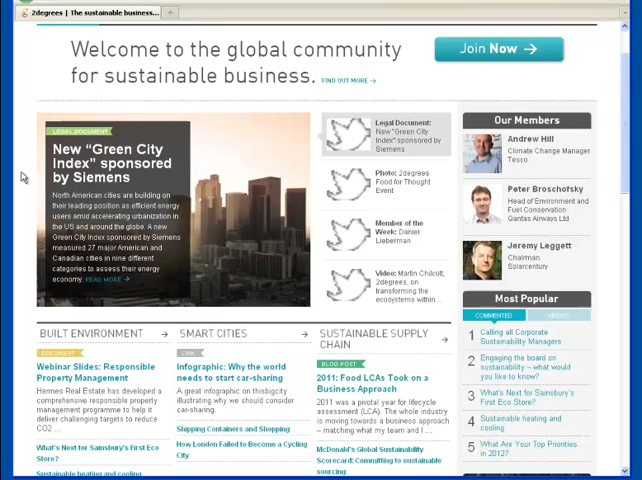 2degrees | The sustainable business...
Welcome to the global community
for sustainable business. FIND OUT MORE
Join Now
LEGAL DOCUMENT
New “Green City
Index” sponsored
by Siemens
North American cities are building on
their leading position as efficient energy
users amid accelerating urbanization in
the US and around the globe. A new
Green City Index sponsored by Siemens
measured 27 major American and
Canadian cities in nine different
categories to assess their energy
economy. READ MORE
Legal Document:
New "Green City
Index" sponsored by
Siemens
Photo: 2degrees
Food for Thought
Event
Member of the
Week: Daniel
Lieberman
Video: Martin Chilcott,
2degrees, on
transforming the
ecosystems within ...
Our Members
Andrew Hill
Climate Change Manager
Tesco
Peter Broschofsky
Head of Environment and
Fuel Conservation
Qantas Airways Ltd
Jeremy Leggett
Chairman
Solarcentury
Most Popular
COMMENTED
1 Calling all Corporate
Sustainability Managers
2 Engaging the board on
sustainability – what would
you like to know?
3 What's Next for Sainsbury's
First Eco Store?
4 Sustainable heating and
cooling
5 What Are Your Top Priorities
in 2012?
BUILT ENVIRONMENT
DOCUMENT
Webinar Slides: Responsible
Property Management
Hermes Real Estate has developed a
comprehensive responsible property
management programme to help it
deliver challenging targets to reduce
CO2 ...
What's Next for Sainsbury's First Eco
Store?
Sustainable heating and cooling
SMART CITIES
LINK
Infographic: Why the world
needs to start car-sharing
A great infographic on thisbigcity
illustrating why we should consider
car-sharing.
Shipping Containers and Shopping
How London Failed to Become a Cycling
City
SUSTAINABLE SUPPLY
CHAIN
BLOG POST
2011: Food LCAs Took on a
Business Approach
2011 was a pivotal year for lifecycle
assessment (LCA). The whole industry
is moving towards a business approach
– matching what my team and I ...
McDonald's Global Sustainability
Scorecard: Committing to sustainable
sourcing